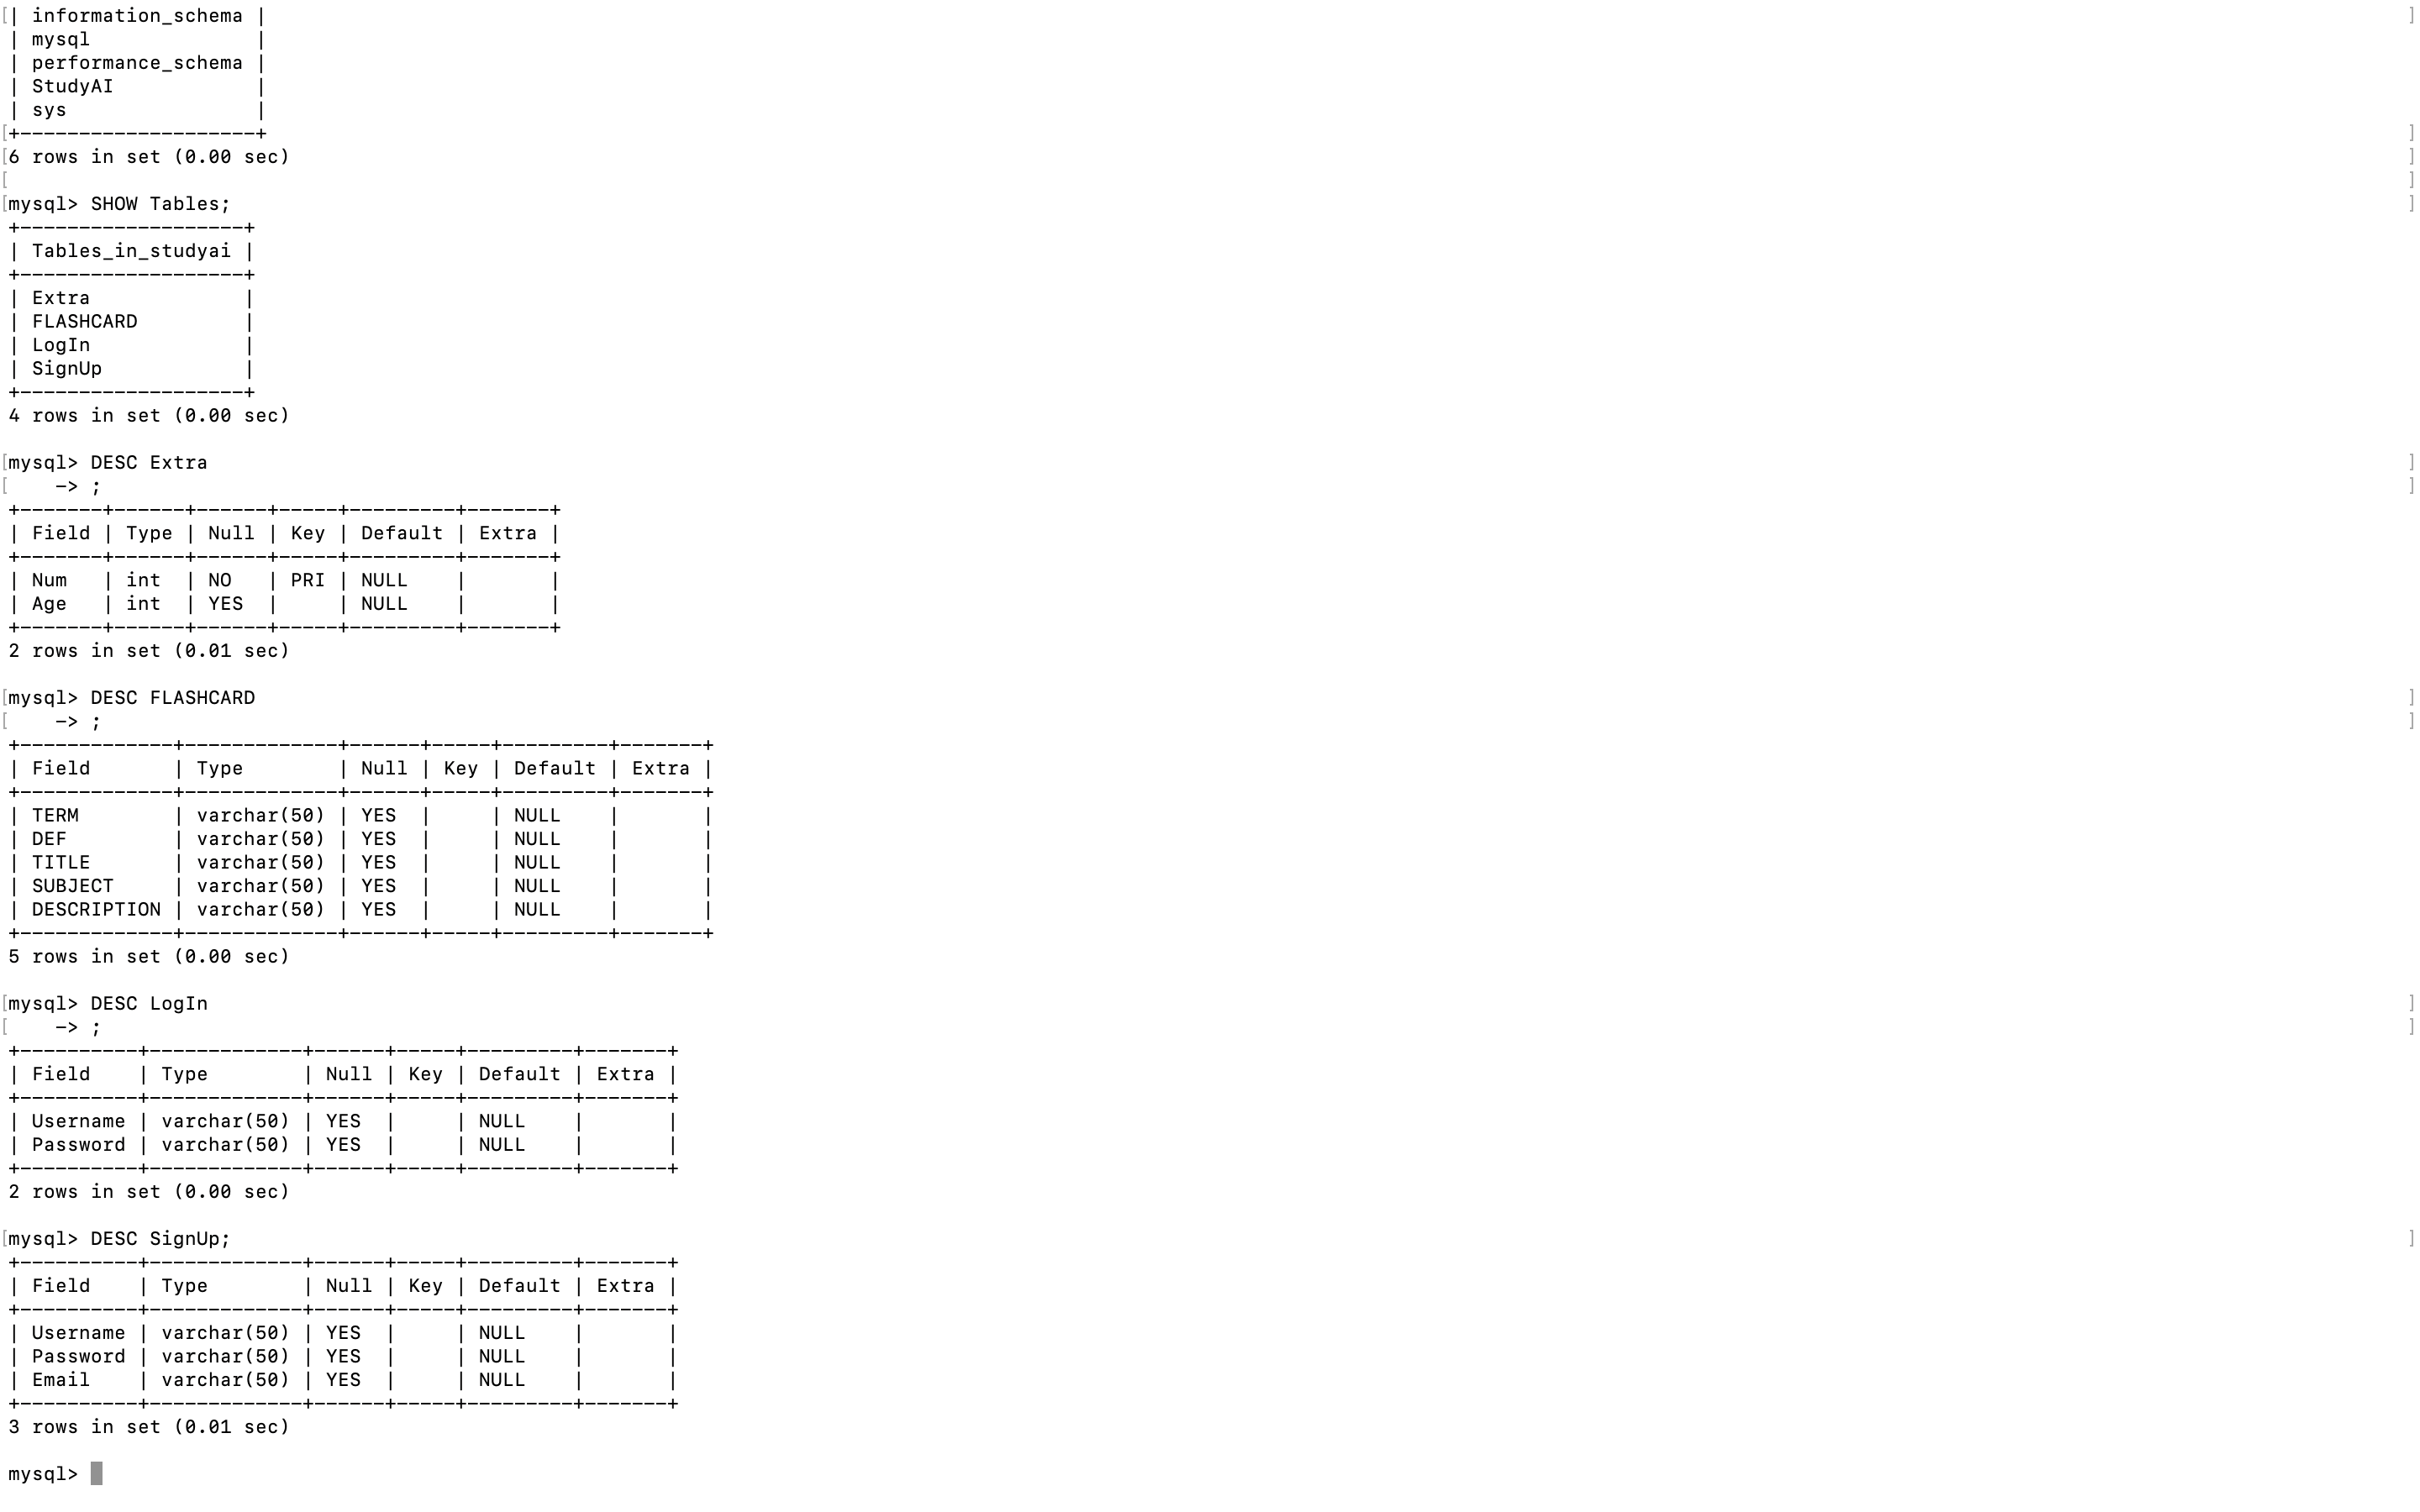 [| information_schema | ]
| mysql              |
| performance_schema |
| StudyAI            |
| sys                |
[+--------------------+ ]
[6 rows in set (0.00 sec) ]
[ ]
[mysql> SHOW Tables; ]
+-------------------+
| Tables_in_studyai |
+-------------------+
| Extra             |
| FLASHCARD         |
| LogIn             |
| SignUp            |
+-------------------+
4 rows in set (0.00 sec)
[mysql> DESC Extra ]
[    -> ; ]
+-------+------+------+-----+---------+-------+
| Field | Type | Null | Key | Default | Extra |
+-------+------+------+-----+---------+-------+
| Num   | int  | NO   | PRI | NULL    |       |
| Age   | int  | YES  |     | NULL    |       |
+-------+------+------+-----+---------+-------+
2 rows in set (0.01 sec)
[mysql> DESC FLASHCARD ]
[    -> ; ]
+-------------+-------------+------+-----+---------+-------+
| Field       | Type        | Null | Key | Default | Extra |
+-------------+-------------+------+-----+---------+-------+
| TERM        | varchar(50) | YES  |     | NULL    |       |
| DEF         | varchar(50) | YES  |     | NULL    |       |
| TITLE       | varchar(50) | YES  |     | NULL    |       |
| SUBJECT     | varchar(50) | YES  |     | NULL    |       |
| DESCRIPTION | varchar(50) | YES  |     | NULL    |       |
+-------------+-------------+------+-----+---------+-------+
5 rows in set (0.00 sec)
[mysql> DESC LogIn ]
[    -> ; ]
+----------+-------------+------+-----+---------+-------+
| Field    | Type        | Null | Key | Default | Extra |
+----------+-------------+------+-----+---------+-------+
| Username | varchar(50) | YES  |     | NULL    |       |
| Password | varchar(50) | YES  |     | NULL    |       |
+----------+-------------+------+-----+---------+-------+
2 rows in set (0.00 sec)
[mysql> DESC SignUp; ]
+----------+-------------+------+-----+---------+-------+
| Field    | Type        | Null | Key | Default | Extra |
+----------+-------------+------+-----+---------+-------+
| Username | varchar(50) | YES  |     | NULL    |       |
| Password | varchar(50) | YES  |     | NULL    |       |
| Email    | varchar(50) | YES  |     | NULL    |       |
+----------+-------------+------+-----+---------+-------+
3 rows in set (0.01 sec)
mysql>